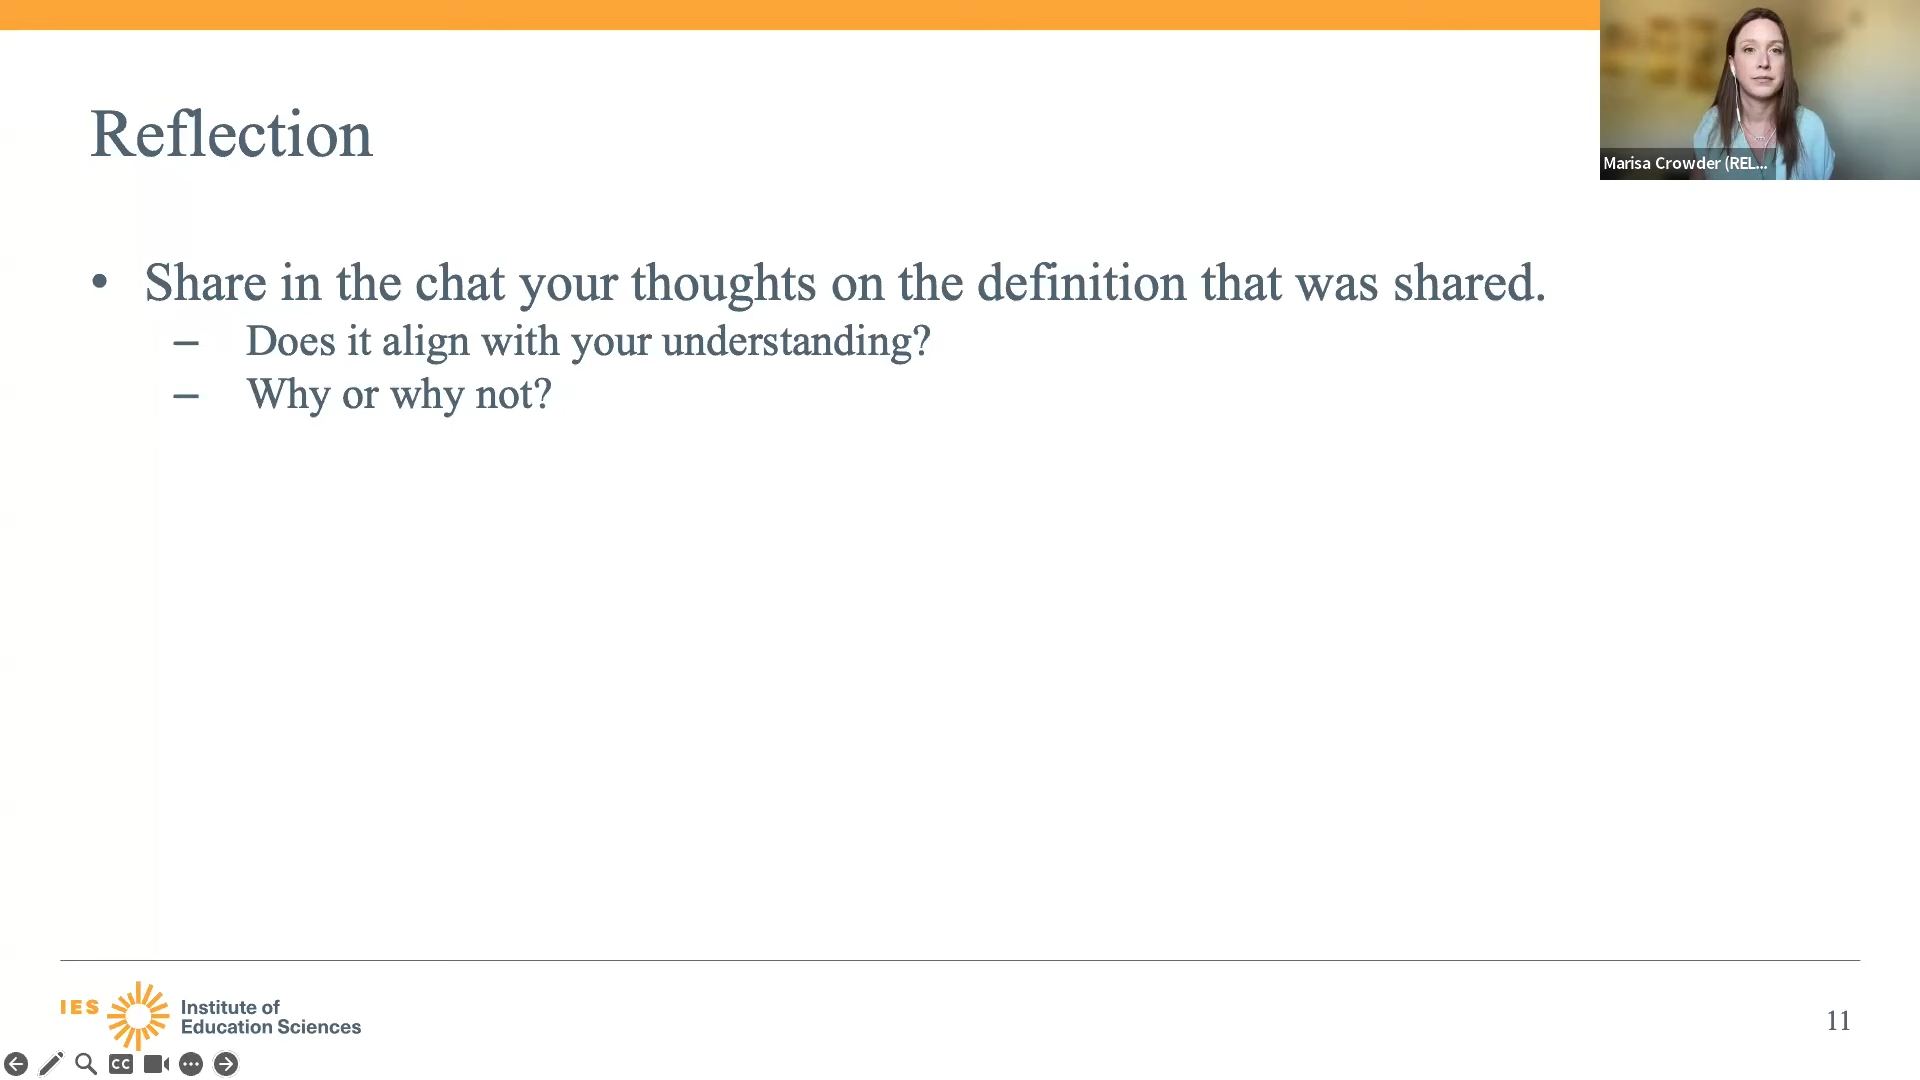 Reflection
Marisa Crowder (REL...
• Share in the chat your thoughts on the definition that was shared.
– Does it align with your understanding?
– Why or why not?
IES
Institute of
Education Sciences
11
CC